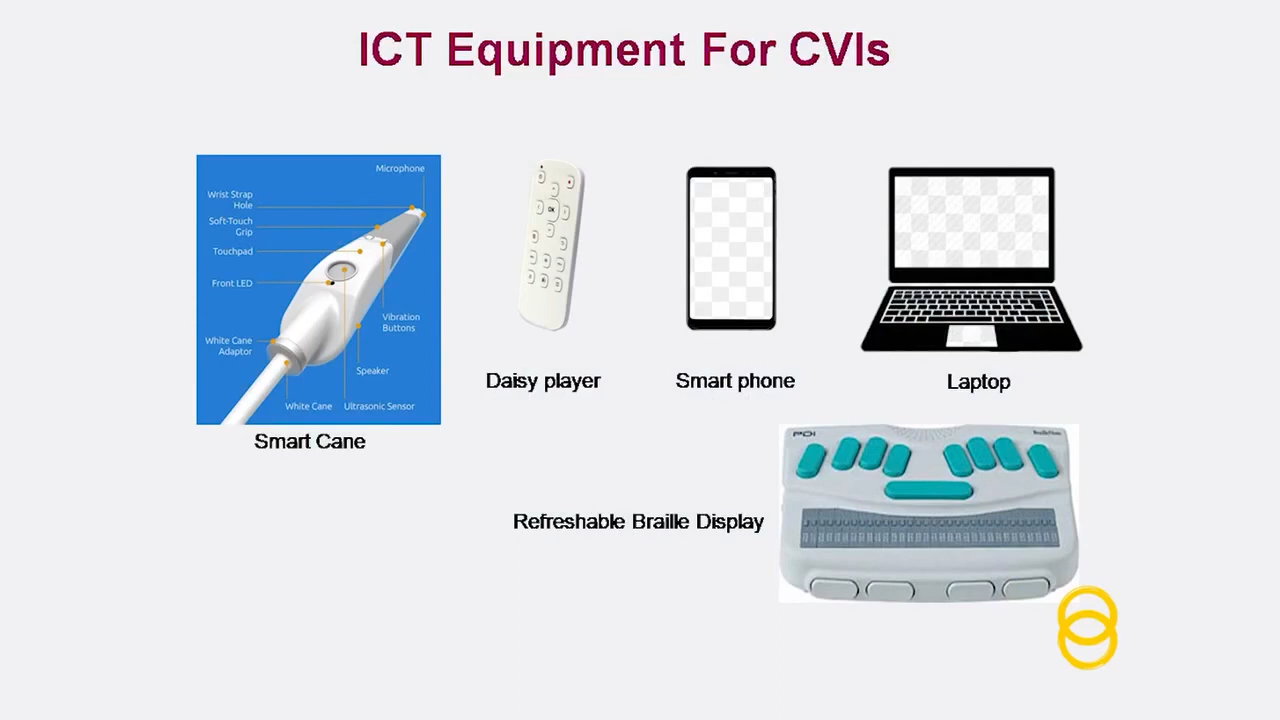 ICT Equipment For CVIs
Microphone
Wrist Strap
Hole
Soft-Touch
Grip
Touchpad
Front LED
Vibration
Buttons
White Cane
Adaptor
Speaker
White Cane
Ultrasonic Sensor
Smart Cane
Daisy player
OK
Smart phone
Laptop
Refreshable Braille Display